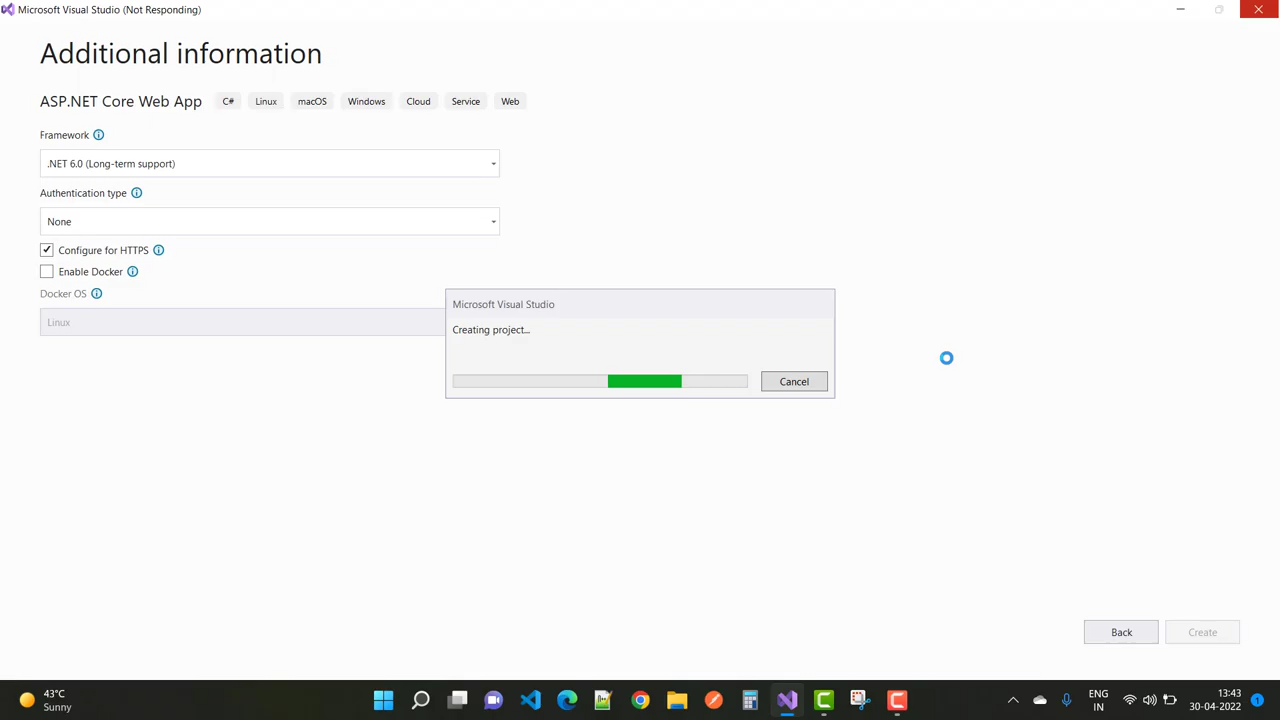 Microsoft Visual Studio (Not Responding)
Additional information
ASP.NET Core Web App C# Linux macOS Windows Cloud Service Web
Framework
.NET 6.0 (Long-term support)
Authentication type
None
Configure for HTTPS
Enable Docker
Docker OS
Linux
Microsoft Visual Studio
Creating project...
Cancel
Back Create
43°C
Sunny
ENG
IN
13:43
30-04-2022
1